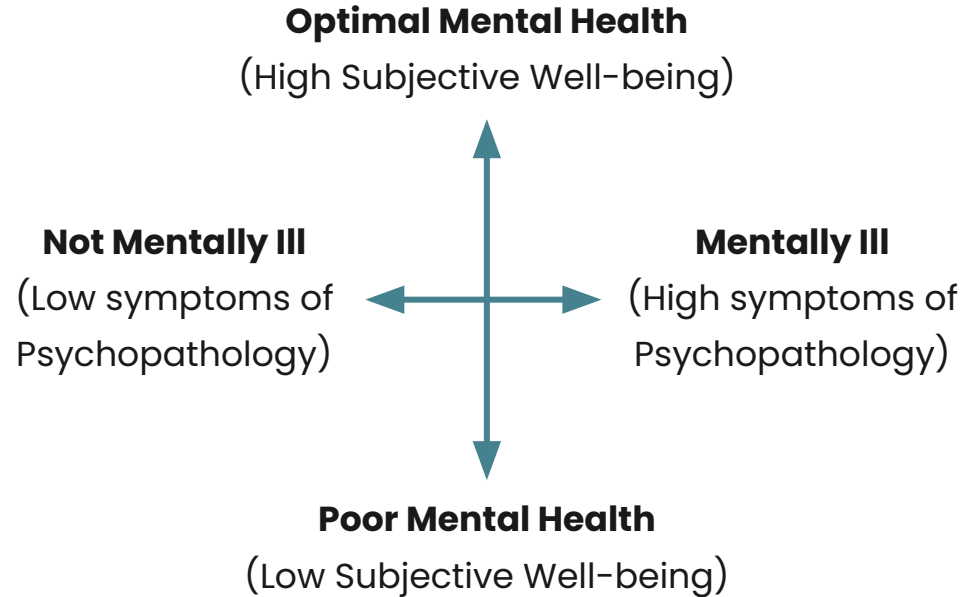 Optimal Mental Health
(High Subjective Well-being)
Not Mentally Ill
(Low symptoms of
Psychopathology)
Mentally Ill
(High symptoms of
Psychopathology)
Poor Mental Health
(Low Subjective Well-being)